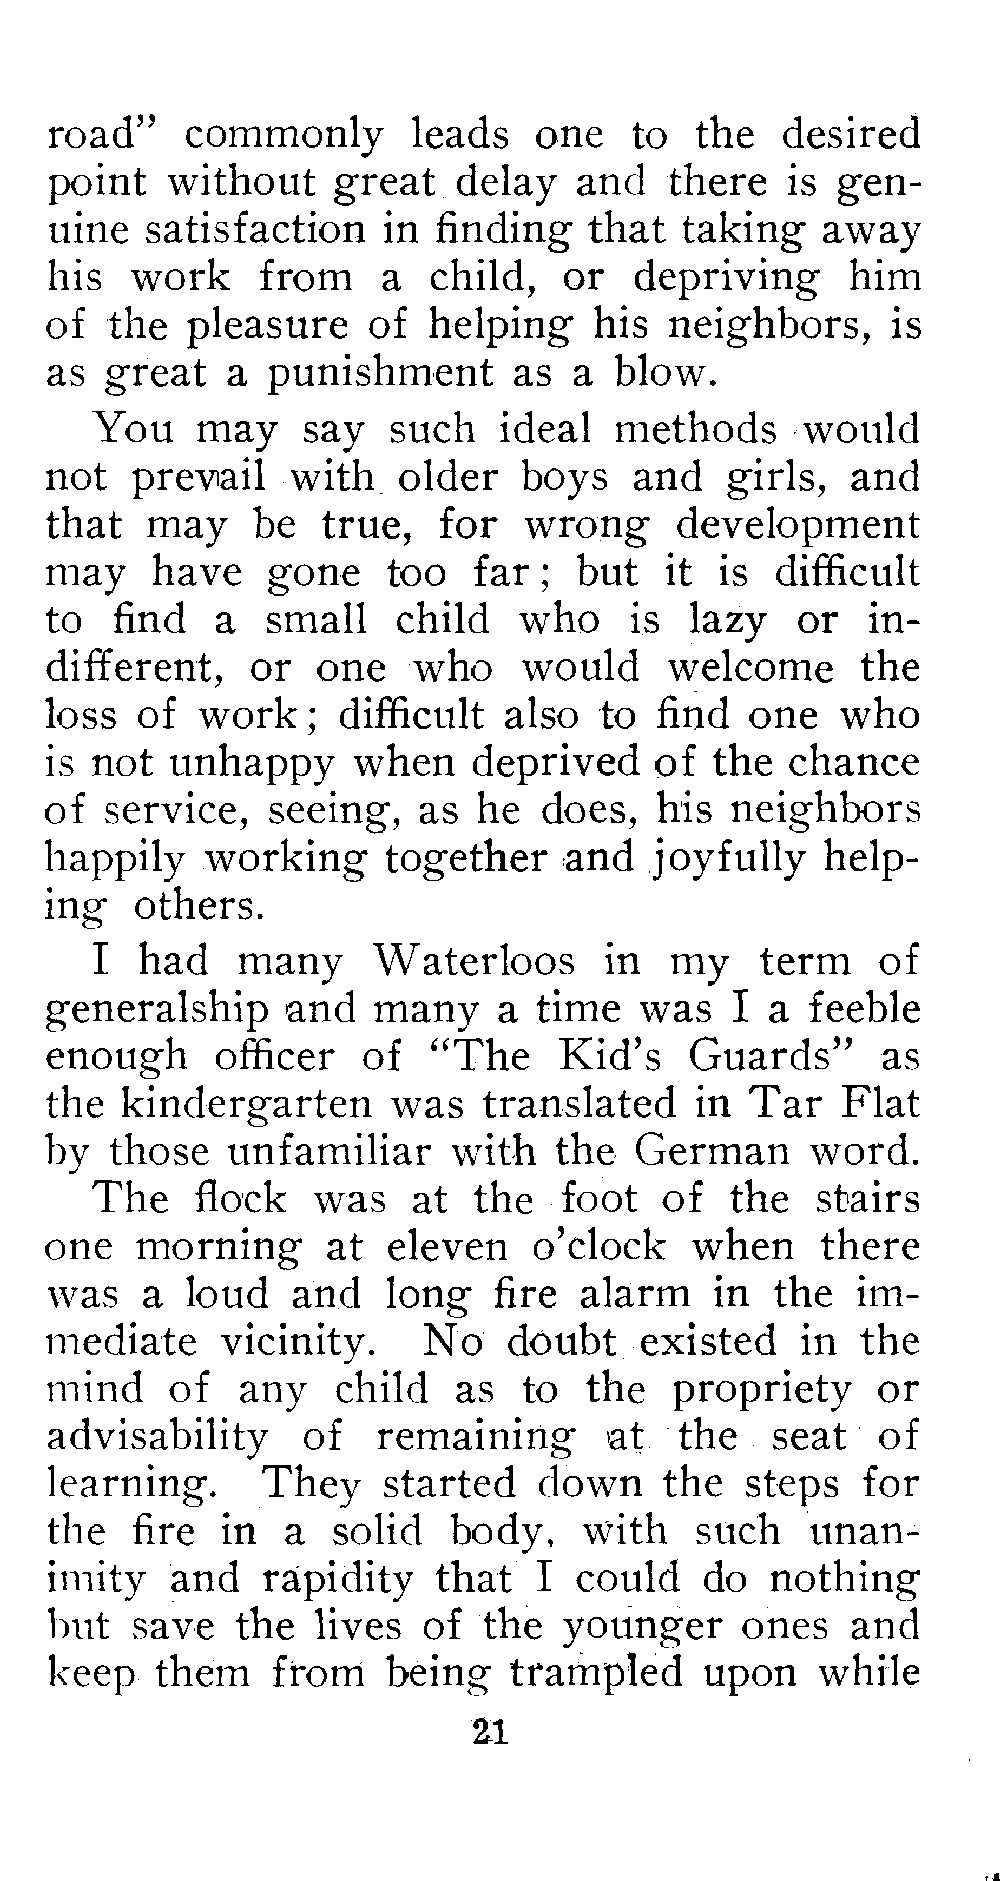 road” commonly leads one to the desired
point without great delay and there is gen-
uine satisfaction in finding that taking away
his work from a child, or depriving him
of the pleasure of helping his neighbors, is
as great a punishment as a blow.
You may say such ideal methods would
not prevail with older boys and girls, and
that may be true, for wrong development
may have gone too far; but it is difficult
to find a small child who is lazy or in-
different, or one who would welcome the
loss of work; difficult also to find one who
is not unhappy when deprived of the chance
of service, seeing, as he does, his neighbors
happily working together and joyfully help-
ing others.
I had many Waterloos in my term of
generalship and many a time was I a feeble
enough officer of “The Kid’s Guards” as
the kindergarten was translated in Tar Flat
by those unfamiliar with the German word.
The flock was at the foot of the stairs
one morning at eleven o’clock when there
was a loud and long fire alarm in the im-
mediate vicinity. No doubt existed in the
mind of any child as to the propriety or
advisability of remaining at the seat of
learning. They started down the steps for
the fire in a solid body, with such unan-
imity and rapidity that I could do nothing
but save the lives of the younger ones and
keep them from being trampled upon while
21